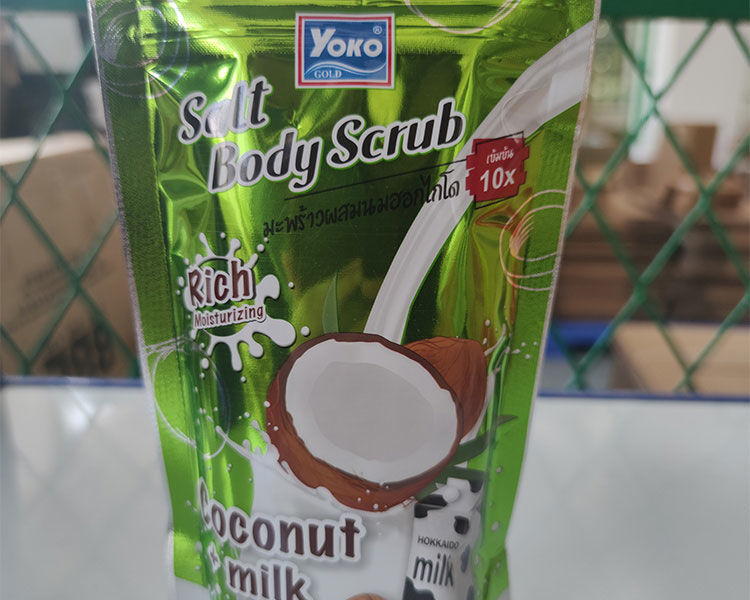 YOKO®
GOLD
Salt
Body Scrub
เข้มข้น
10x
มะพร้าวผสมนมฮอกไกโด
Rich
Moisturizing
Coconut
& milk
HOKKAIDO
milk